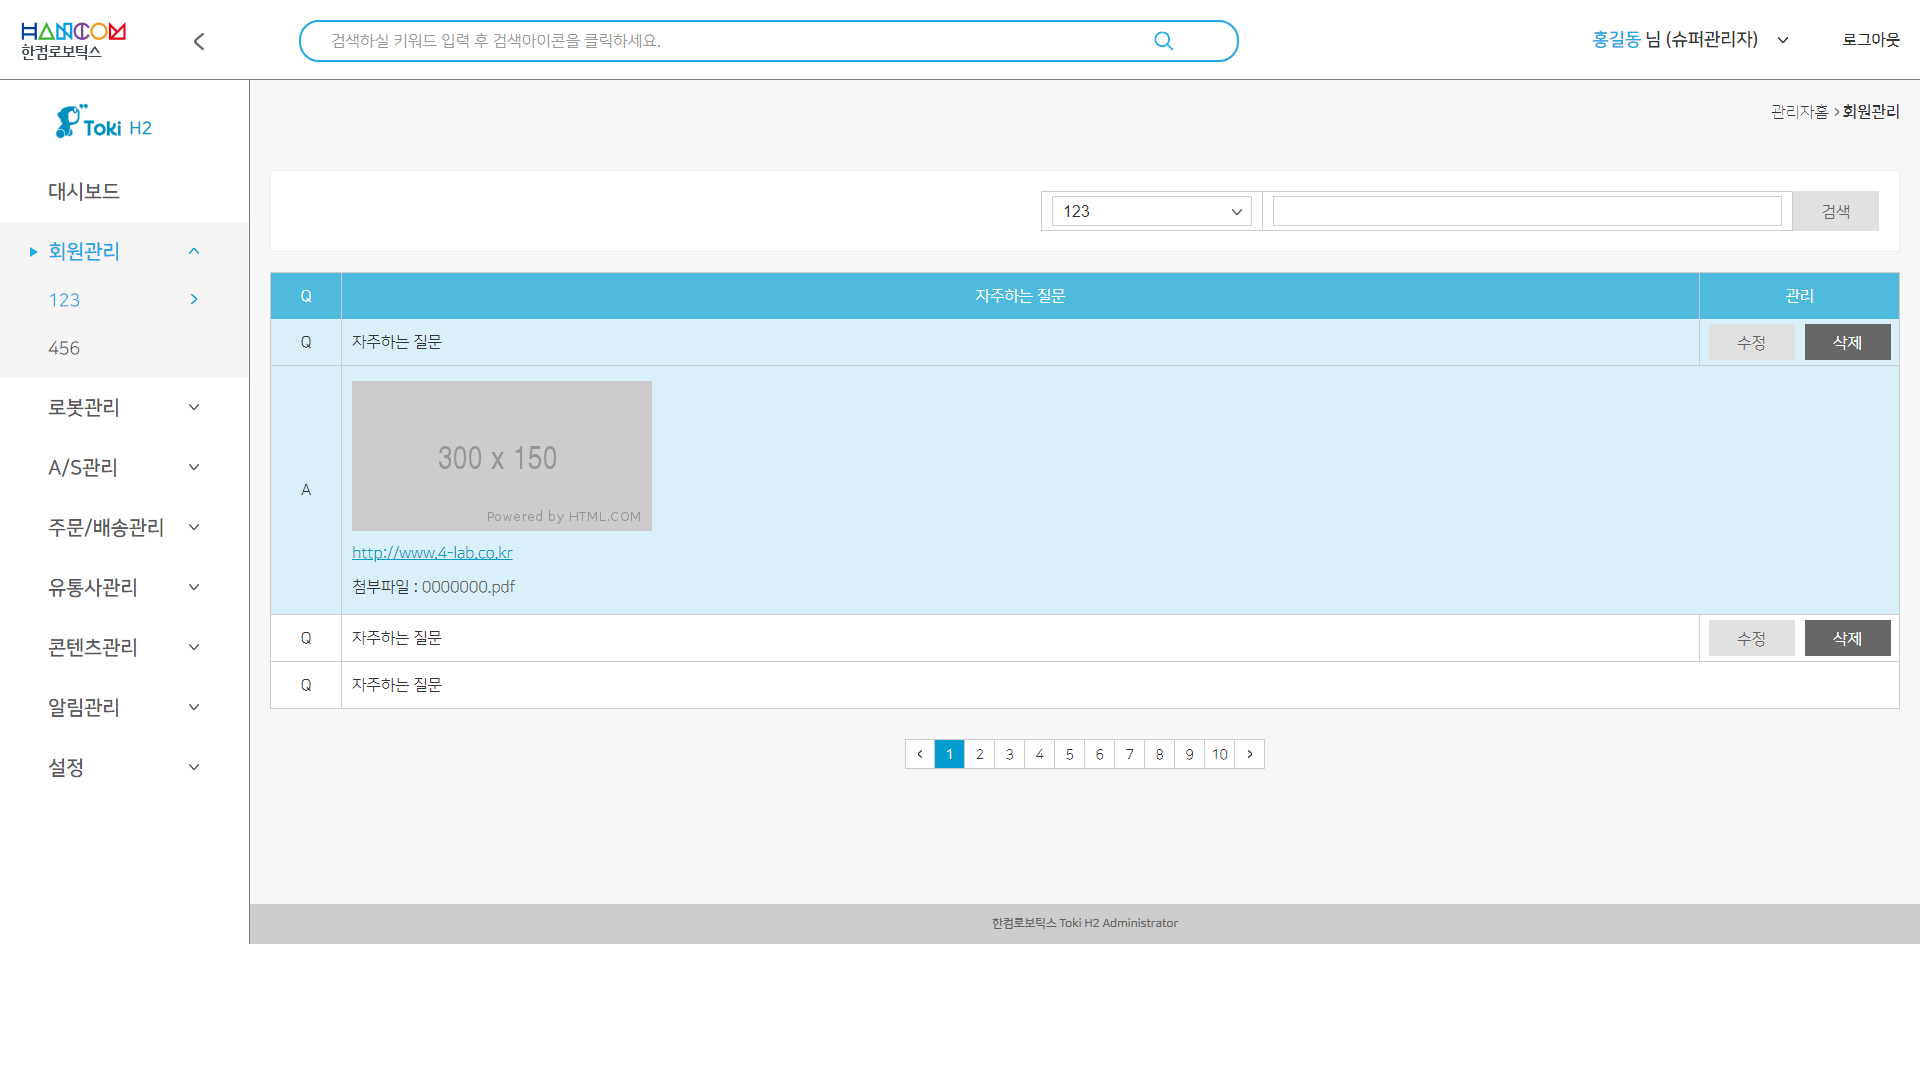 HANCOM
한컴로보틱스
검색하실 키워드 입력 후 검색아이콘을 클릭하세요.
홍길동 님 (슈퍼관리자)
로그아웃
Toki H2
대시보드
회원관리
123
456
로봇관리
A/S관리
주문/배송관리
유통사관리
콘텐츠관리
알림관리
설정
관리자홈 > 회원관리
123
검색
Q 자주하는 질문 관리
Q 자주하는 질문 수정 삭제
A
300 x 150
Powered by HTML.COM
http://www.4-lab.co.kr
첨부파일 : 0000000.pdf
Q 자주하는 질문 수정 삭제
Q 자주하는 질문
< 1 2 3 4 5 6 7 8 9 10 >
한컴로보틱스 Toki H2 Administrator